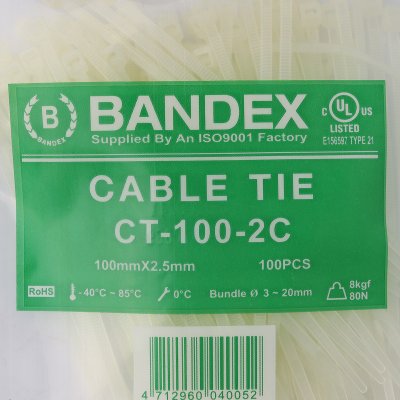 B
BANDEX
BANDEX
Supplied By An ISO9001 Factory
C UL US
LISTED
E156597 TYPE 21
CABLE TIE
CT-100-2C
100mmX2.5mm 100PCS
RoHS -40°C ~ 85°C 0°C Bundle Ø 3 ~ 20mm 8kgf
80N
4 712960 040052